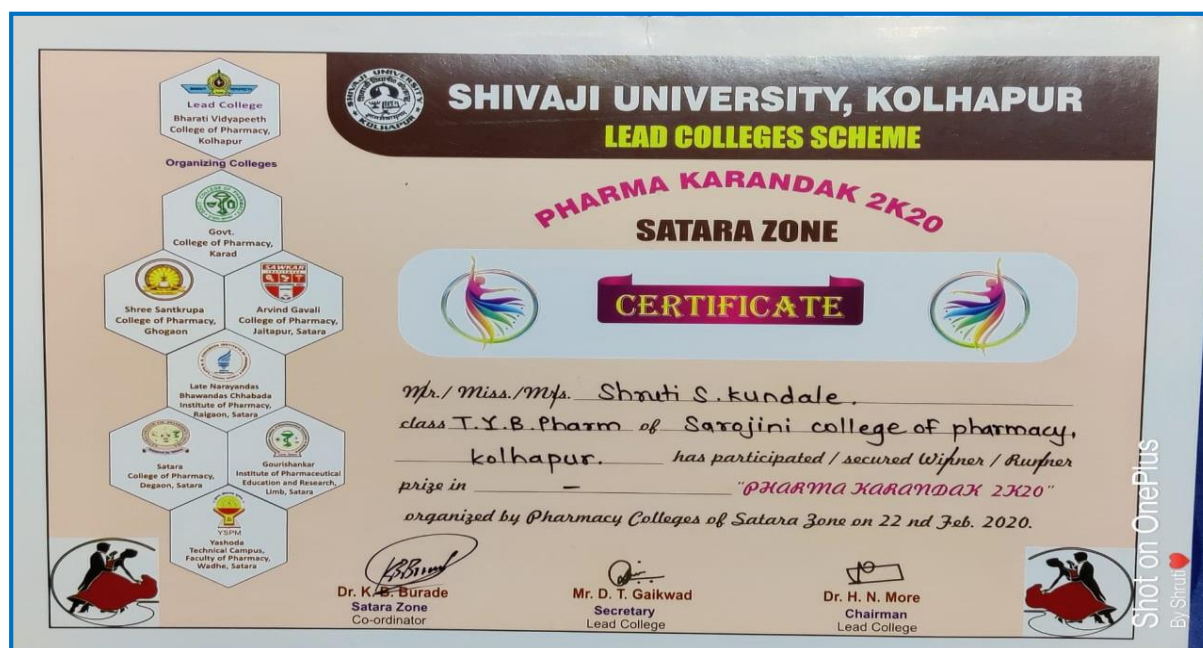 SHIVAJI UNIVERSITY
KOLHAPUR
SHIVAJI UNIVERSITY, KOLHAPUR
LEAD COLLEGES SCHEME
Lead College
Bharati Vidyapeeth
College of Pharmacy,
Kolhapur
Organizing Colleges
Govt.
College of Pharmacy,
Karad
Shree Santkrupa
College of Pharmacy,
Ghogaon
SAWKAR
Arvind Gavali
College of Pharmacy,
Jaitapur, Satara
Late Narayandas
Bhawandas Chhabada
Institute of Pharmacy,
Raigaon, Satara
Satara
College of Pharmacy,
Degaon, Satara
Gourishankar
Institute of Pharmaceutical
Education and Research,
Limb, Satara
YSPM
Yashoda
Technical Campus,
Faculty of Pharmacy,
Wadhe, Satara
PHARMA KARANDAK 2K20
SATARA ZONE
CERTIFICATE
Mr./ Miss./Mrs. Shruti S. kundale.
class T.Y.B.Pharm of Sarojini college of pharmacy,
kolhapur. has participated / secured Winner / Runner
prize in — "PHARMA KARANDAK 2K20"
organized by Pharmacy Colleges of Satara Zone on 22 nd Feb. 2020.
Dr. K. B. Burade
Satara Zone
Co-ordinator
Mr. D. T. Gaikwad
Secretary
Lead College
Dr. H. N. More
Chairman
Lead College
Shot on OnePlus
By Shruti❤